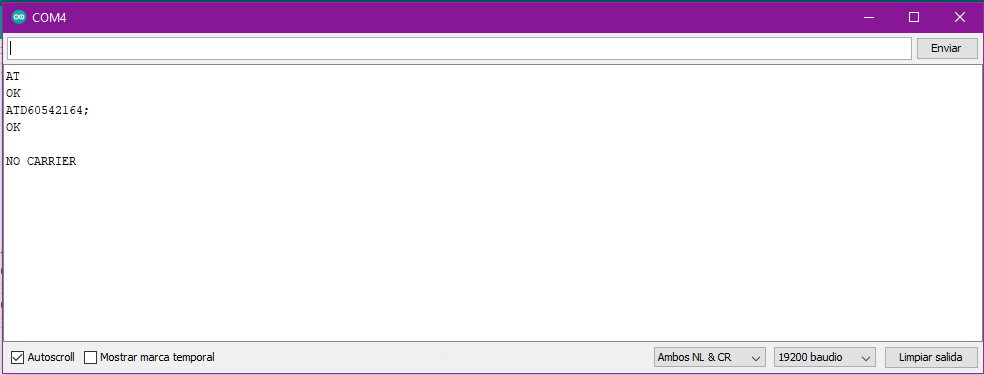 COM4
Enviar
AT
OK
ATD60542164;
OK
NO CARRIER
Autoscroll Mostrar marca temporal Ambos NL & CR 19200 baudio Limpiar salida